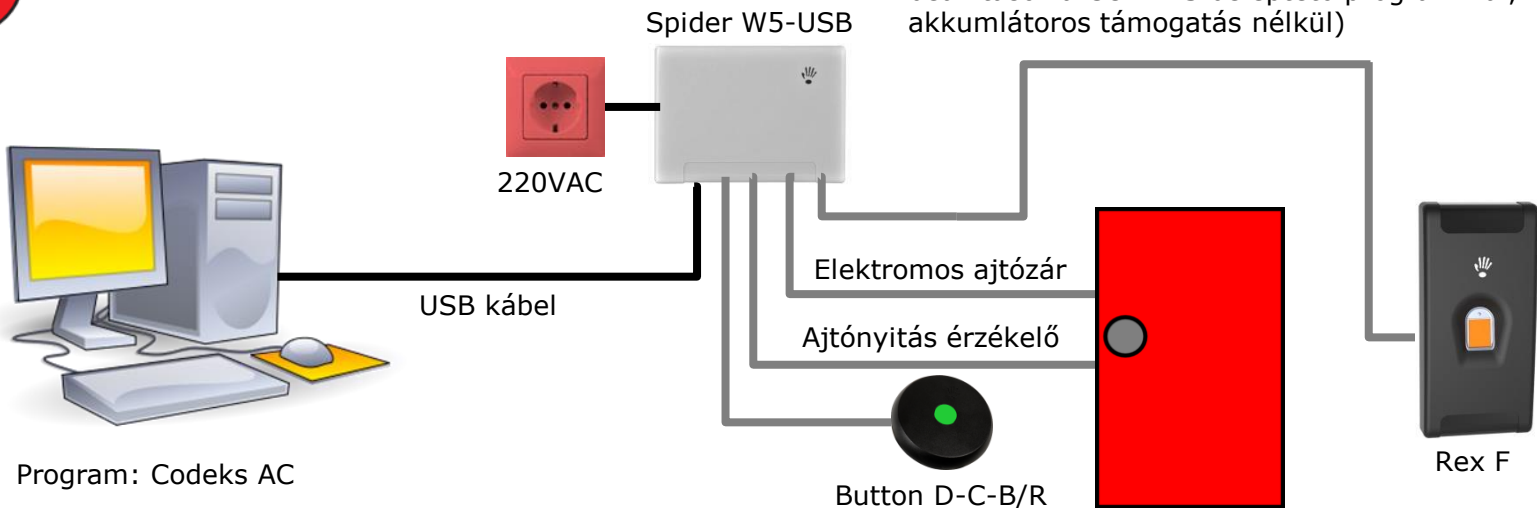 Spider W5-USB
akkumlátoros támogatás nélkül)
220VAC
USB kábel
Elektromos ajtózár
Ajtónyitás érzékelő
Program: Codeks AC
Button D-C-B/R
Rex F